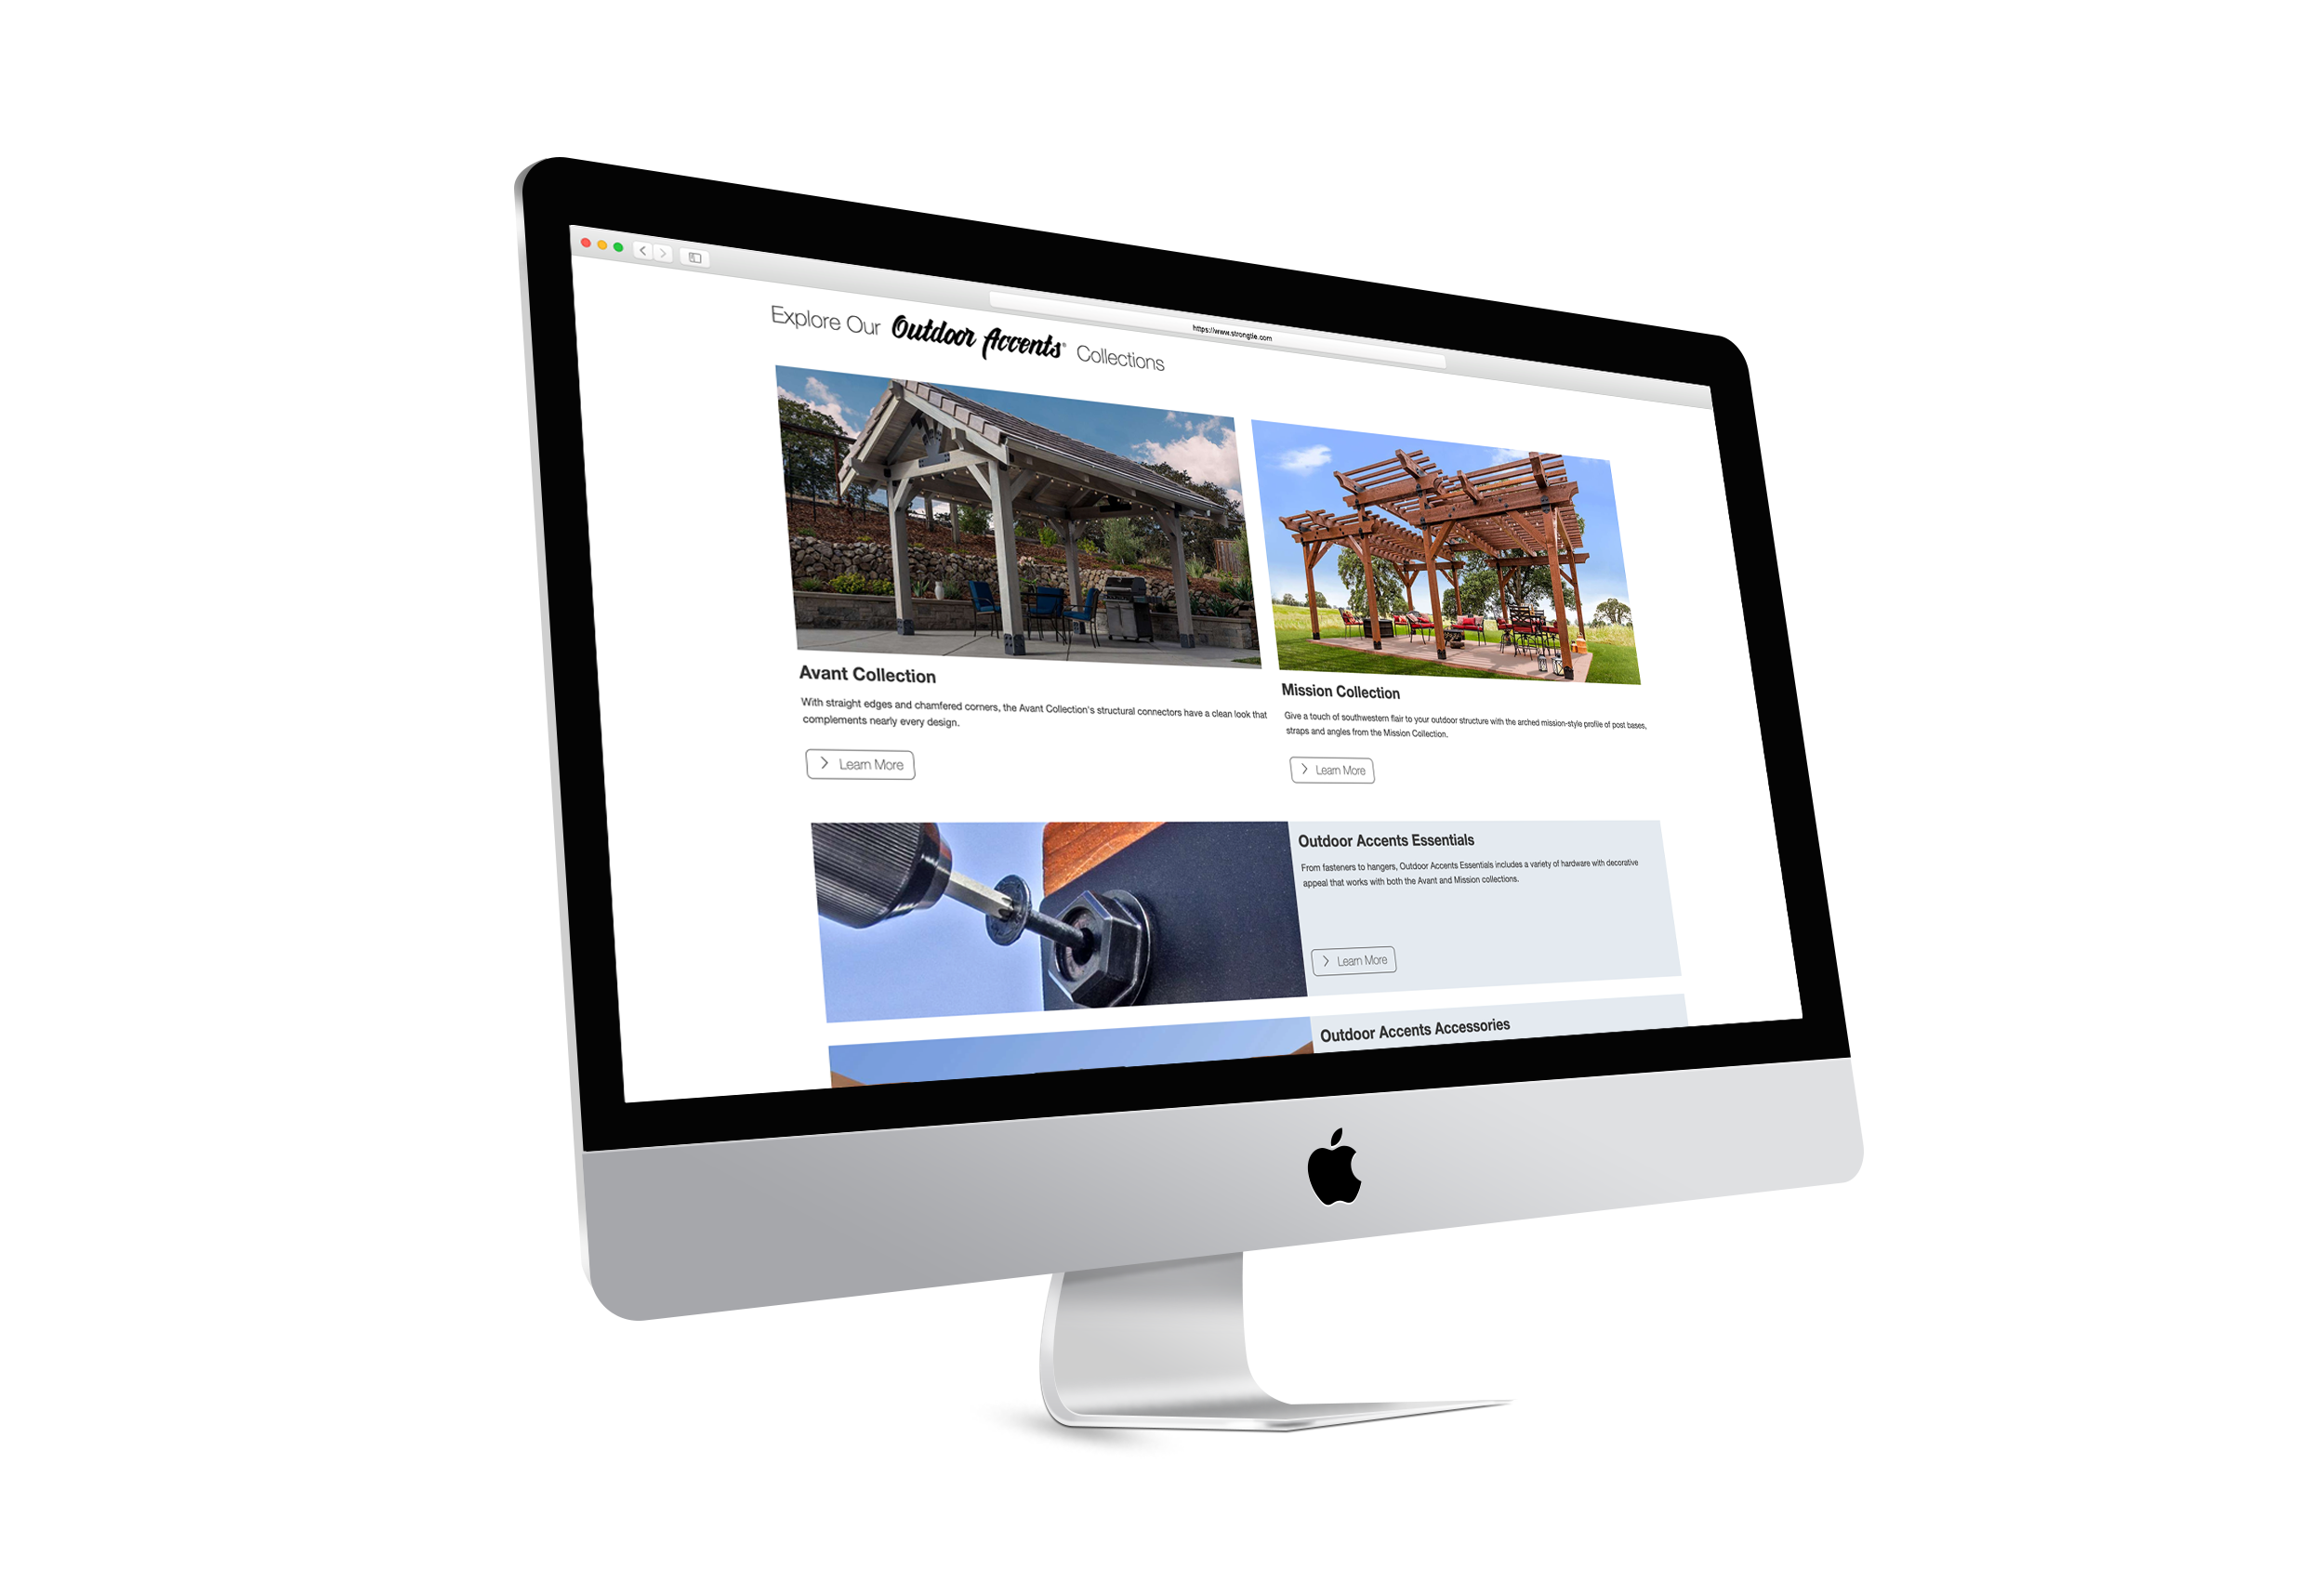 https://www.strongtie.com
Explore Our Outdoor Accents® Collections
Avant Collection
With straight edges and chamfered corners, the Avant Collection's structural connectors have a clean look that
complements nearly every design.
Learn More
Mission Collection
Give a touch of southwestern flair to your outdoor structure with the arched mission-style profile of post bases,
straps and angles from the Mission Collection.
Learn More
Outdoor Accents Essentials
From fasteners to hangers, Outdoor Accents Essentials includes a variety of hardware with decorative
appeal that works with both the Avant and Mission collections.
Learn More
Outdoor Accents Accessories